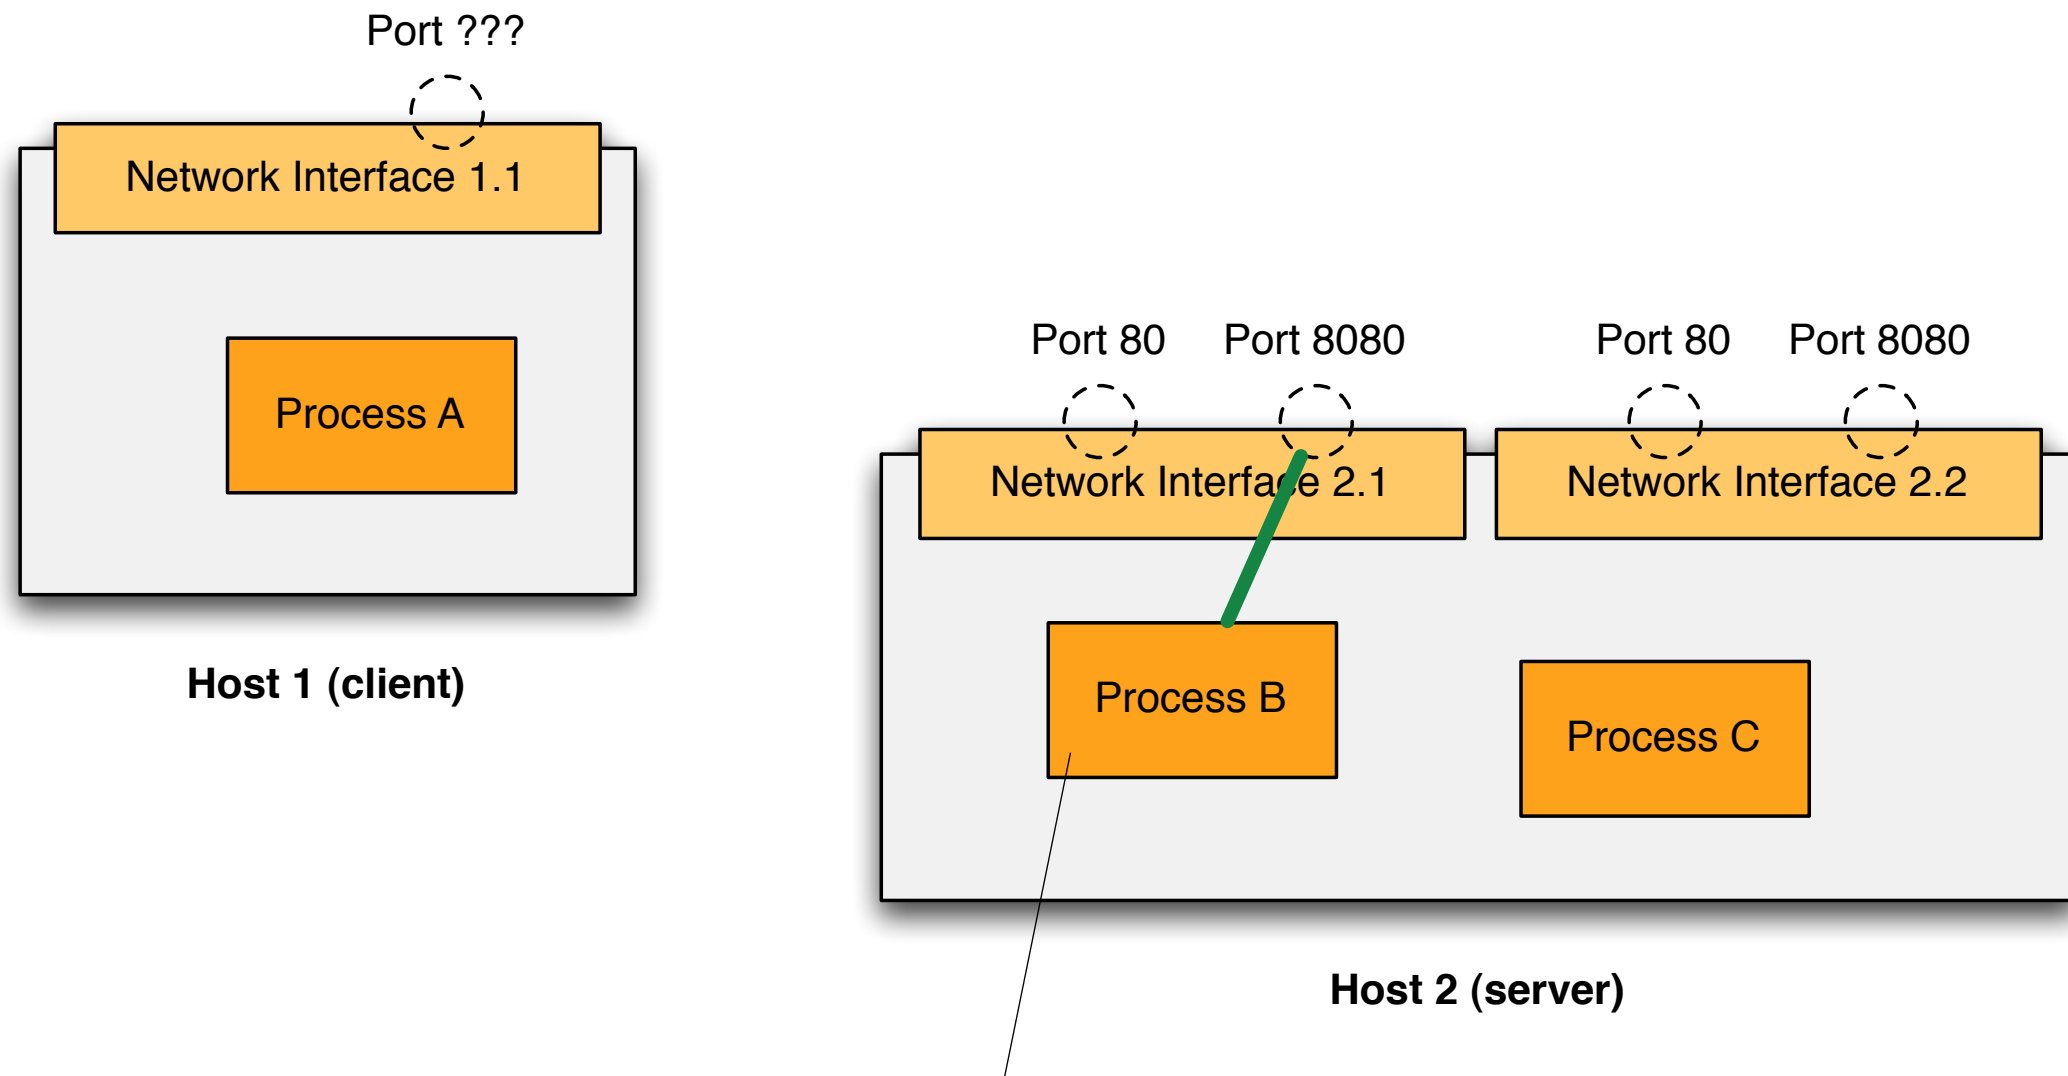 Port ???
Network Interface 1.1
Process A
Host 1 (client)
Port 80
Port 8080
Port 80
Port 8080
Network Interface 2.1
Network Interface 2.2
Process B
Process C
Host 2 (server)